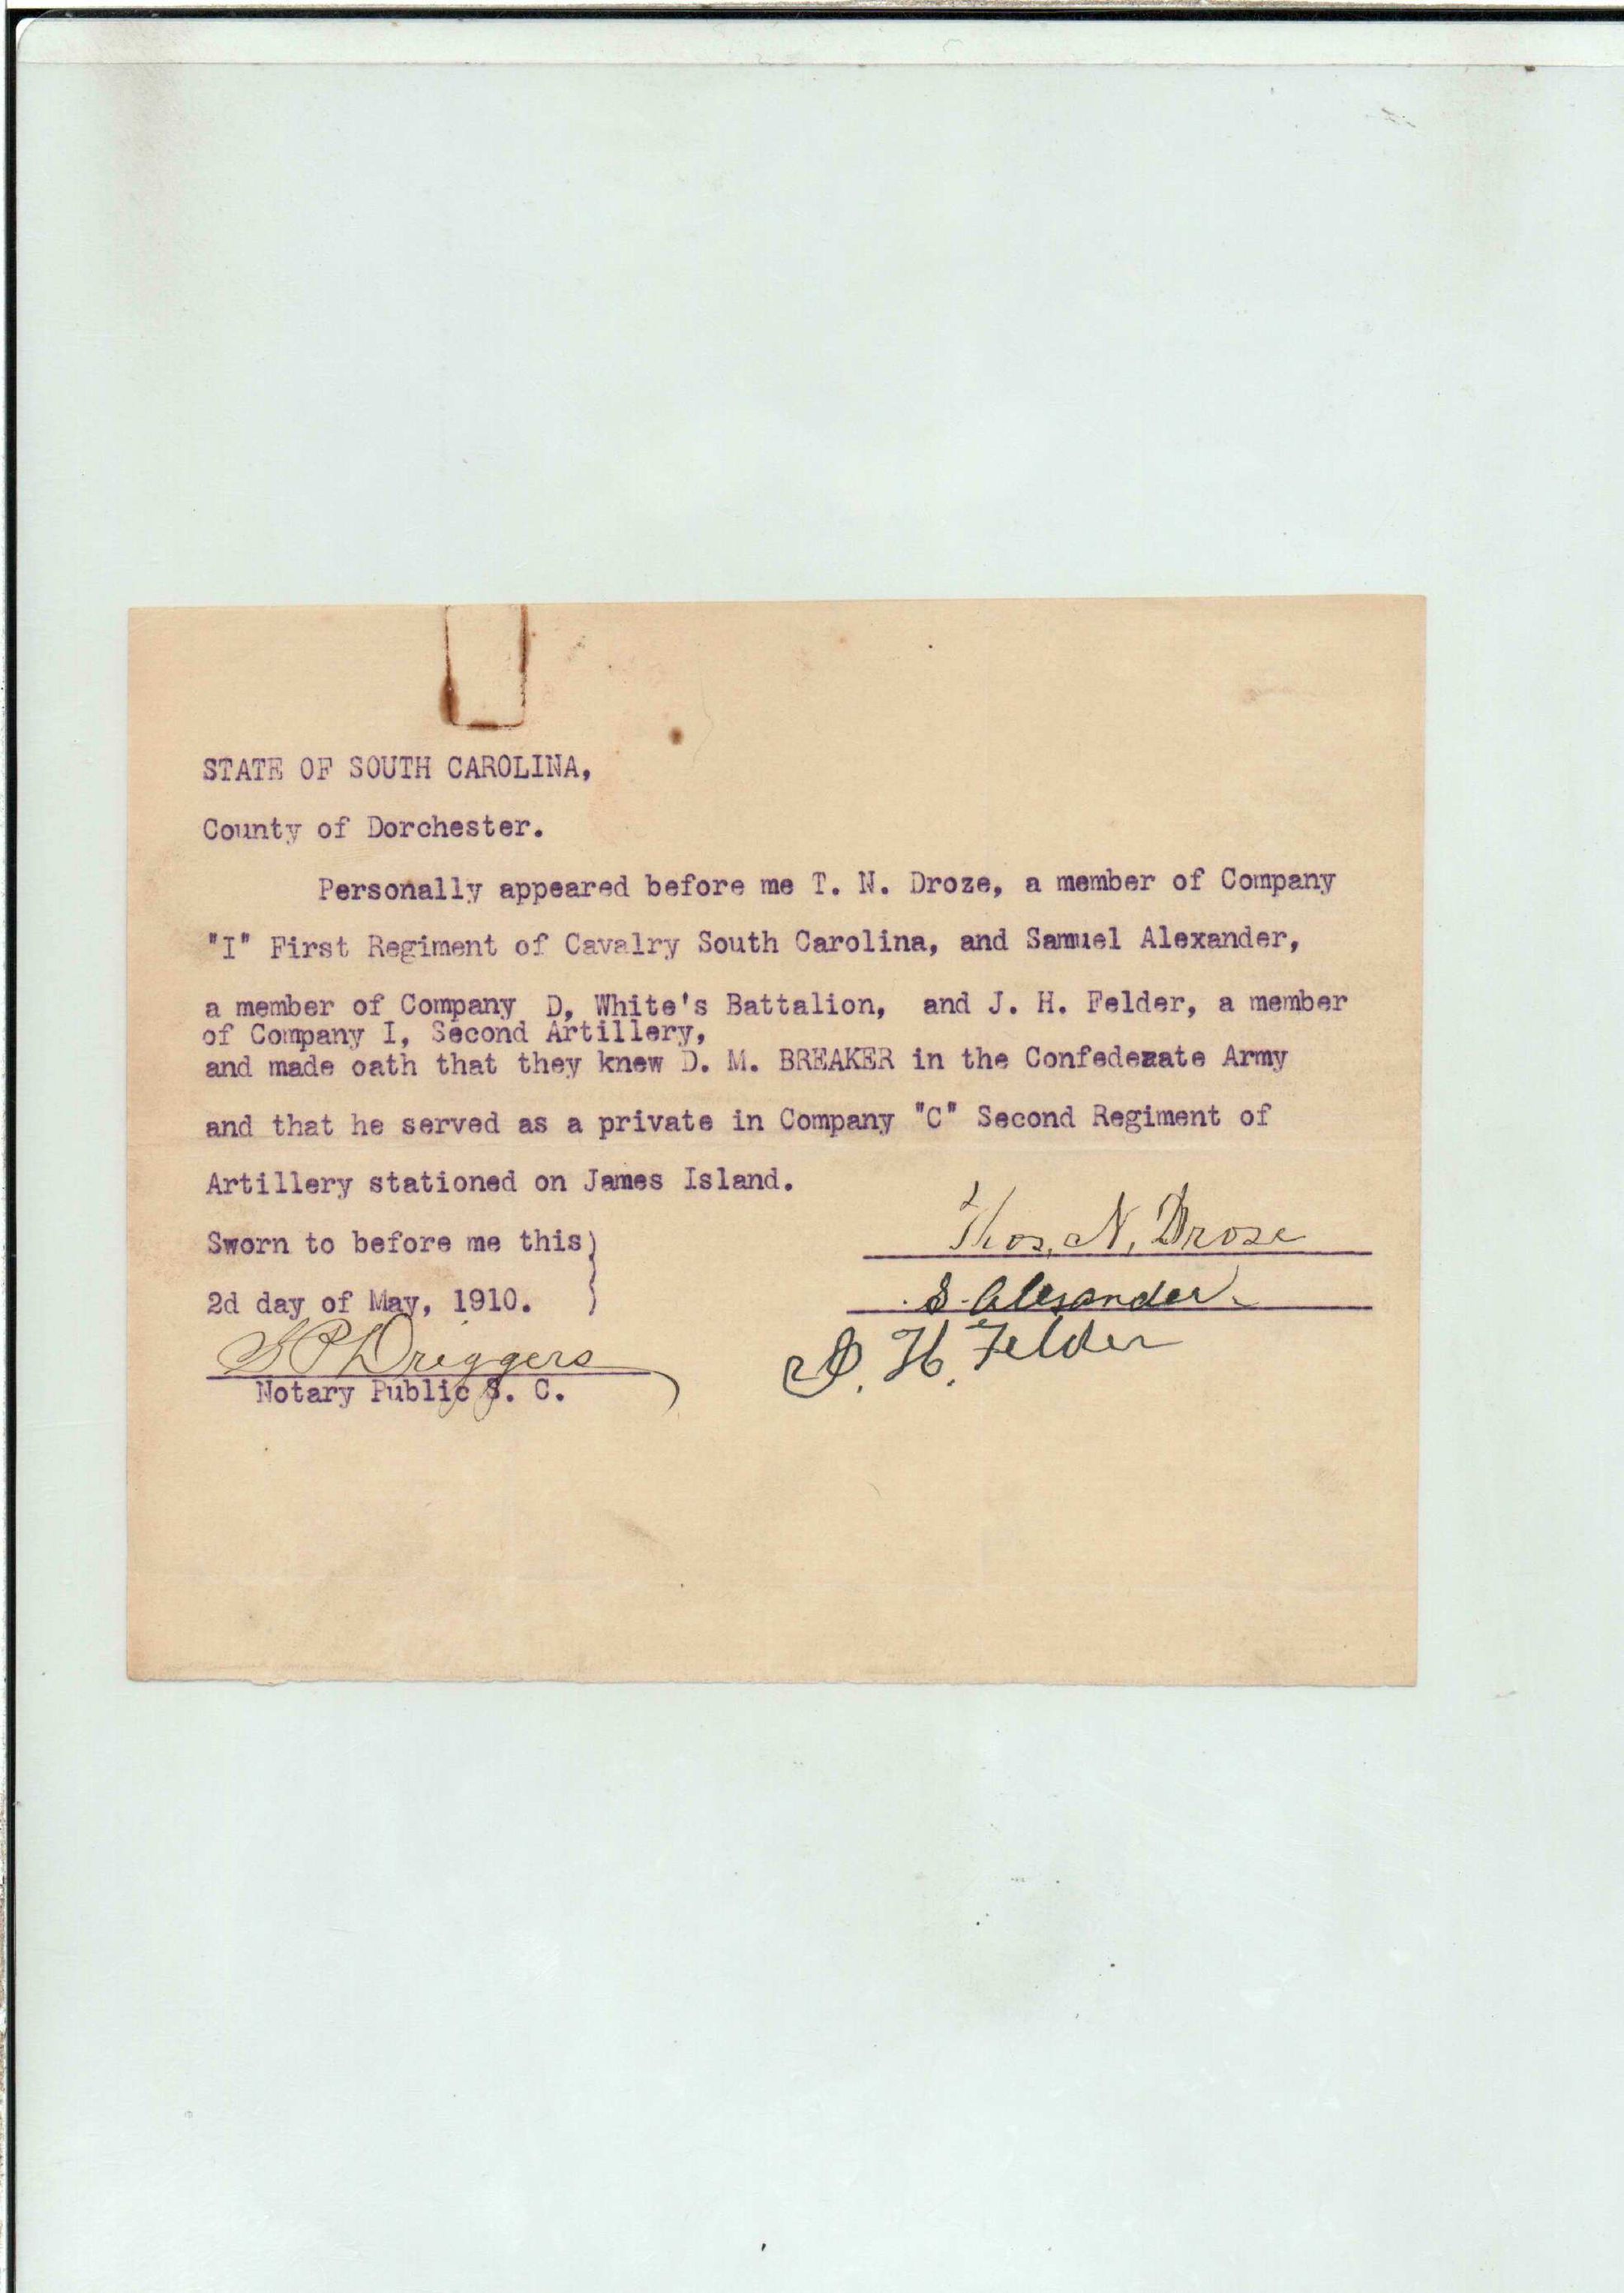 STATE OF SOUTH CAROLINA,
County of Dorchester.
Personally appeared before me T. N. Droze, a member of Company
"I" First Regiment of Cavalry South Carolina, and Samuel Alexander,
a member of Company D, White's Battalion, and J. H. Felder, a member
of Company I, Second Artillery,
and made oath that they knew D. M. BREAKER in the Confederate Army
and that he served as a private in Company "C" Second Regiment of
Artillery stationed on James Island.
Sworn to before me this
2d day of May, 1910.
Thos. N. Droze
S. Alexander
J. H. Felder
S P Driggers
Notary Public S. C.